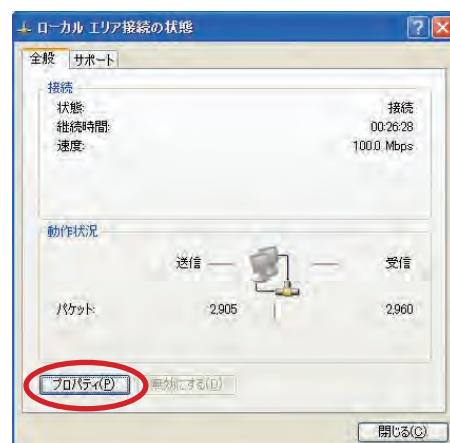 ローカル エリア接続の状態
全般 サポート
接続
状態: 接続
継続時間: 00:26:28
速度: 100.0 Mbps
動作状況
送信 受信
パケット: 2,905 2,960
プロパティ(P) 無効にする(D)
閉じる(C)